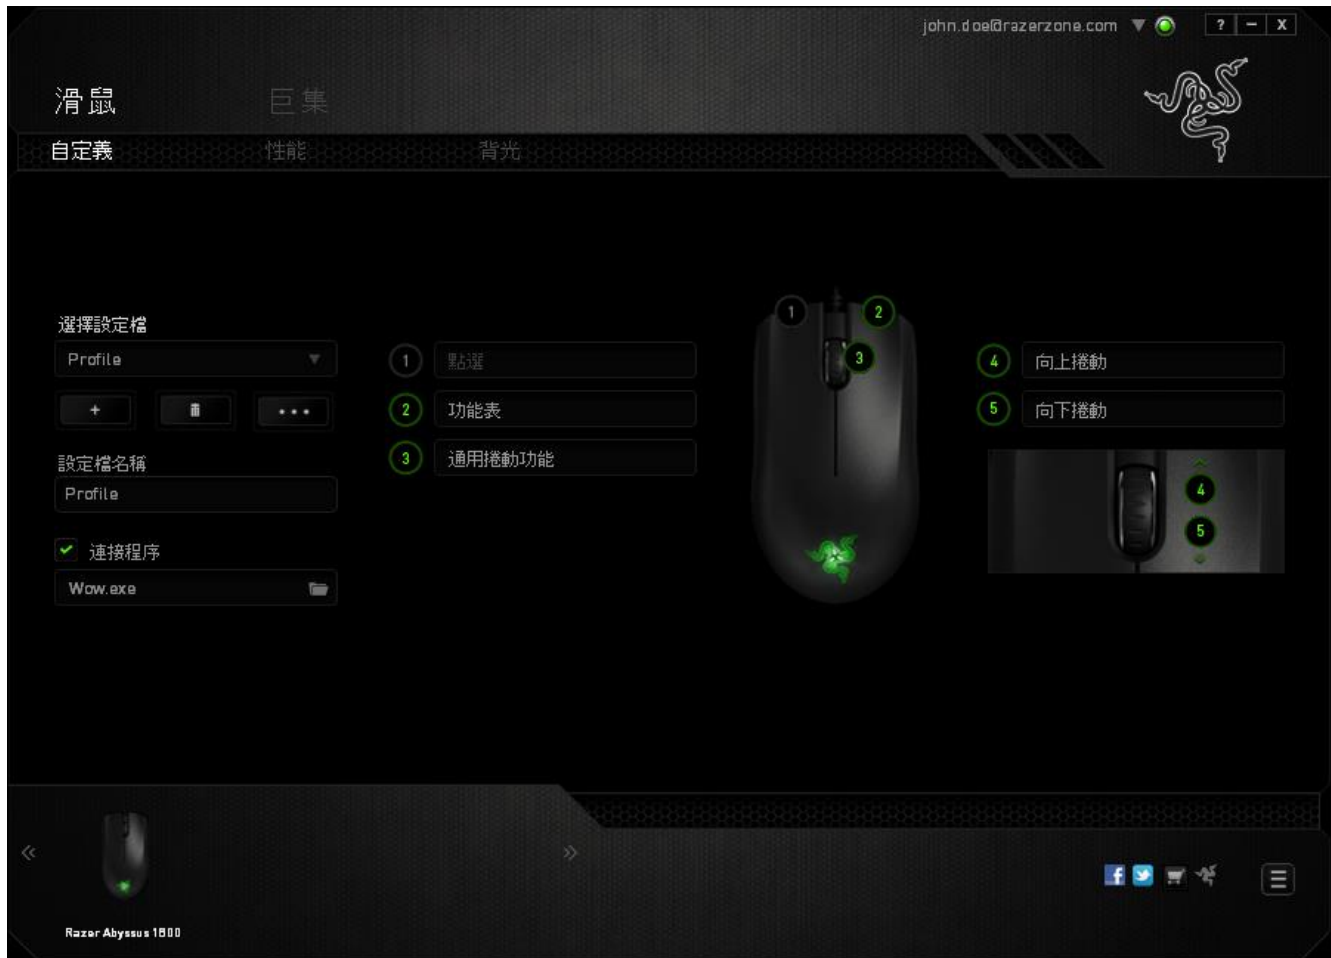 john.doe@razerzone.com
? − X
滑鼠 巨集
自定義 性能 背光
選擇設定檔
Profile
設定檔名稱
Profile
連接程序
Wow.exe
1 點選
2 功能表
3 通用捲動功能
1 2
3
4 向上捲動
5 向下捲動
4
5
Razer Abyssus 1800